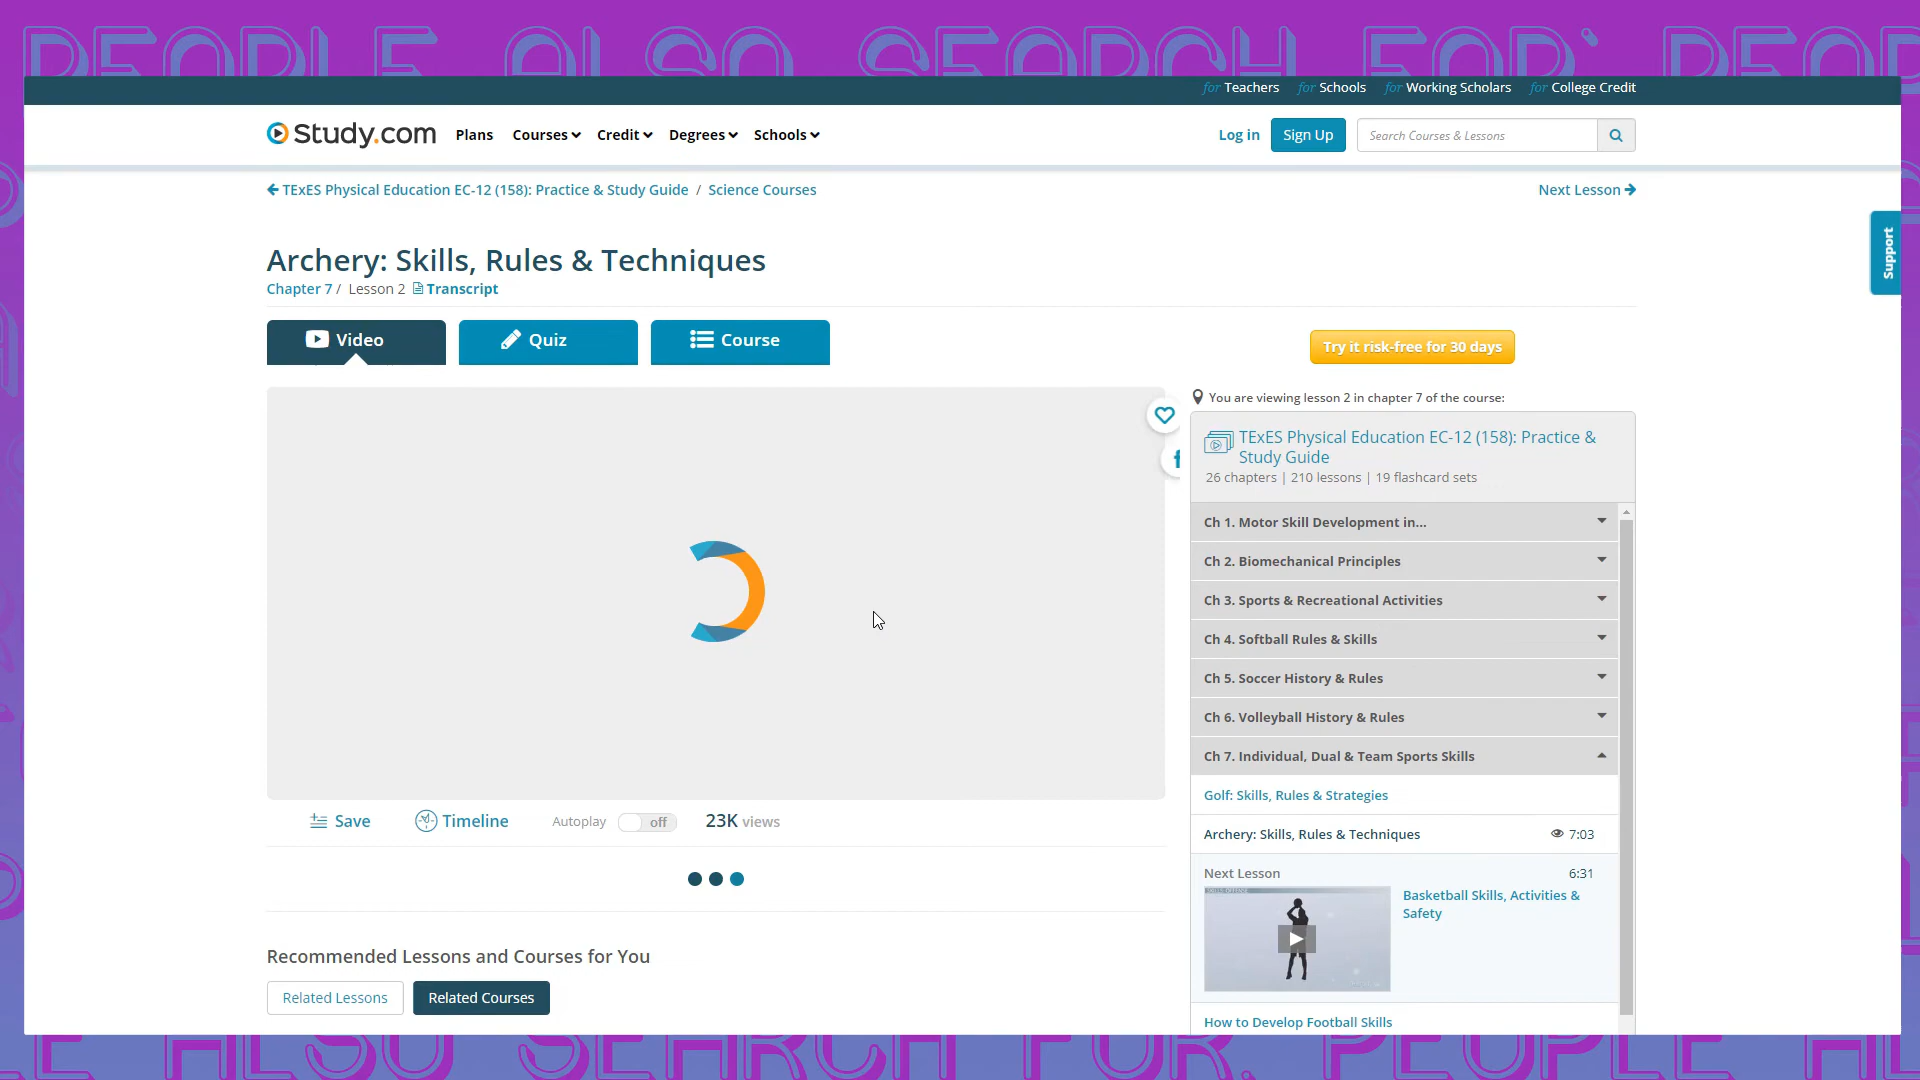 PEOPLE ALSO SEARCH FOR: PEOPLE
for Teachers for Schools for Working Scholars for College Credit
Study.com Plans Courses Credit Degrees Schools Log in Sign Up Search Courses & Lessons
TExES Physical Education EC-12 (158): Practice & Study Guide / Science Courses Next Lesson
Support
Archery: Skills, Rules & Techniques
Chapter 7 / Lesson 2 Transcript
Video Quiz Course
Try it risk-free for 30 days
You are viewing lesson 2 in chapter 7 of the course:
TExES Physical Education EC-12 (158): Practice &
Study Guide
26 chapters | 210 lessons | 19 flashcard sets
Ch 1. Motor Skill Development in...
Ch 2. Biomechanical Principles
Ch 3. Sports & Recreational Activities
Ch 4. Softball Rules & Skills
Ch 5. Soccer History & Rules
Ch 6. Volleyball History & Rules
Ch 7. Individual, Dual & Team Sports Skills
Golf: Skills, Rules & Strategies
Archery: Skills, Rules & Techniques 7:03
Next Lesson 6:31
Basketball Skills, Activities &
Safety
How to Develop Football Skills
Save Timeline Autoplay off 23K views
Recommended Lessons and Courses for You
Related Lessons Related Courses
LE ALSO SEARCH FOR: PEOPLE AL